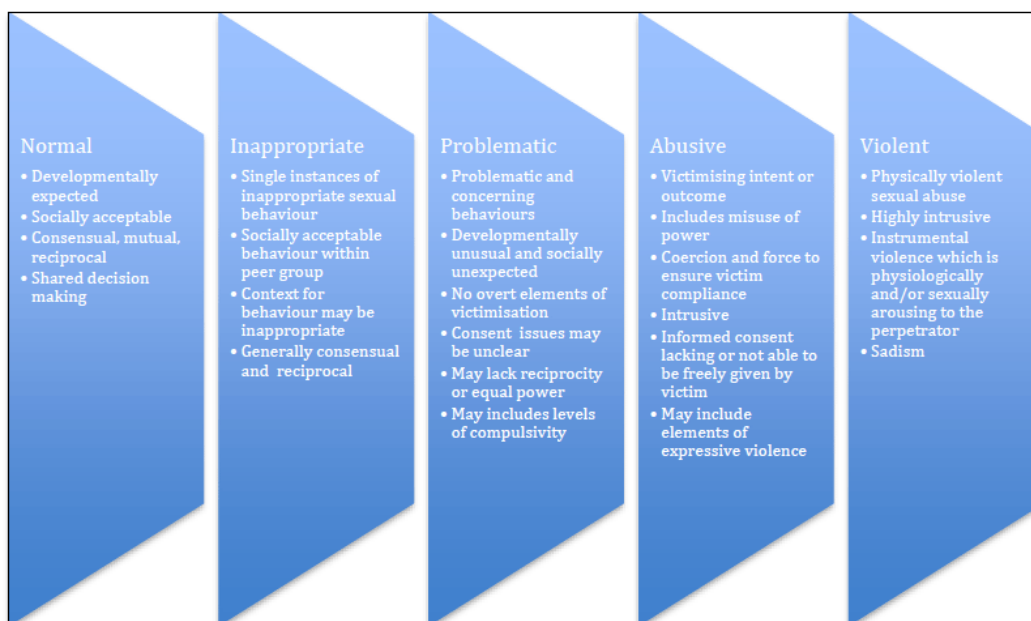 Normal
• Developmentally
expected
• Socially acceptable
• Consensual, mutual,
reciprocal
• Shared decision
making
Inappropriate
• Single instances of
inappropriate sexual
behaviour
• Socially acceptable
behaviour within
peer group
• Context for
behaviour may be
inappropriate
• Generally consensual
and reciprocal
Problematic
• Problematic and
concerning
behaviours
• Developmentally
unusual and socially
unexpected
• No overt elements of
victimisation
• Consent issues may
be unclear
• May lack reciprocity
or equal power
• May includes levels
of compulsivity
Abusive
• Victimising intent or
outcome
• Includes misuse of
power
• Coercion and force to
ensure victim
compliance
• Intrusive
• Informed consent
lacking or not able to
be freely given by
victim
• May include
elements of
expressive violence
Violent
• Physically violent
sexual abuse
• Highly intrusive
• Instrumental
violence which is
physiologically
and/or sexually
arousing to the
perpetrator
• Sadism